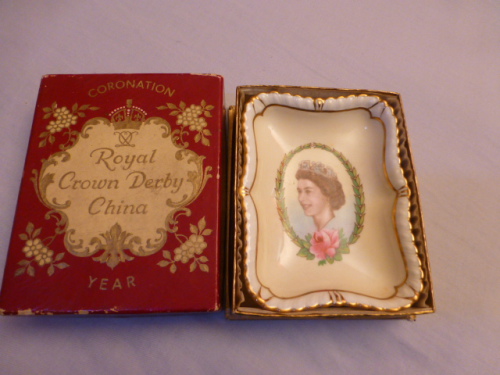 CORONATION
Royal
Crown Derby
China
YEAR